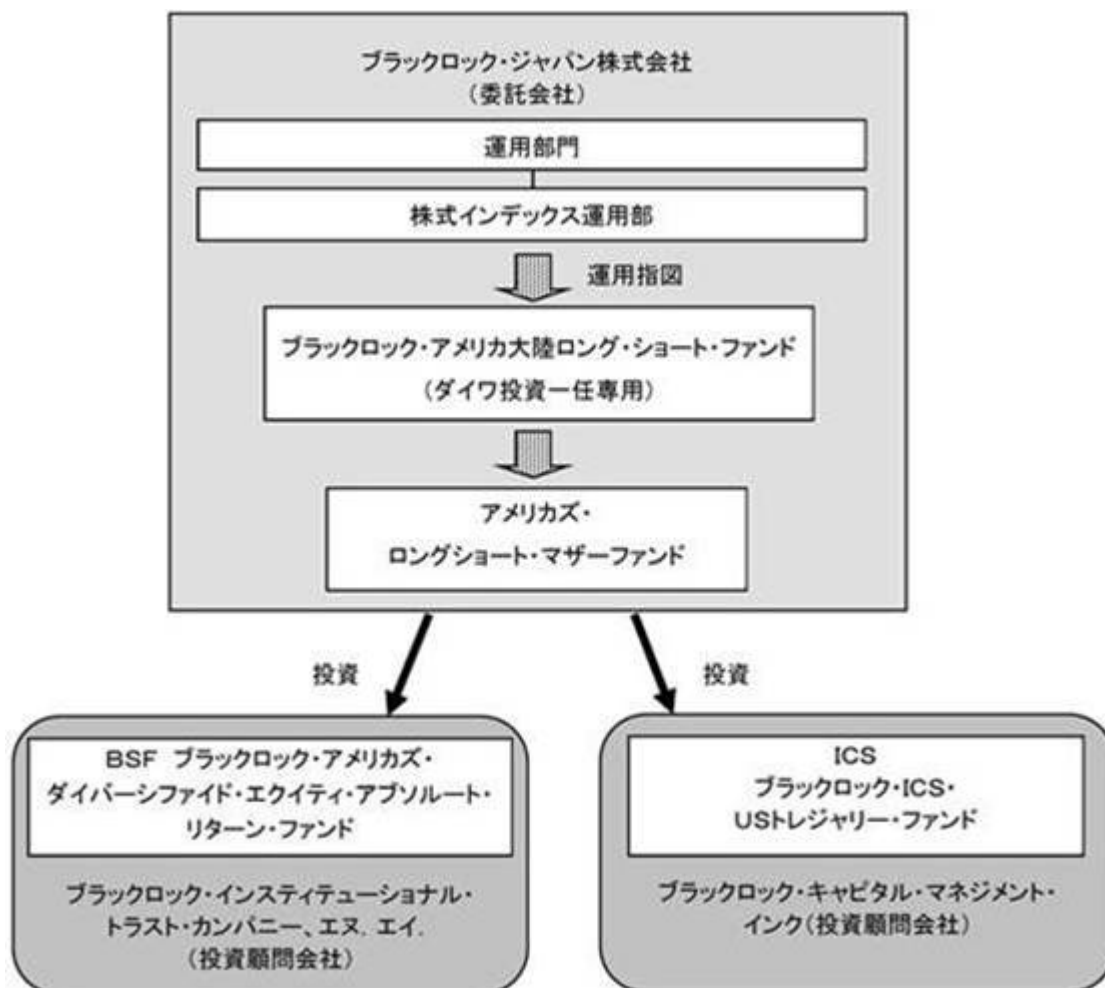 ブラックロック・ジャパン株式会社
（委託会社）
運用部門
株式インデックス運用部
運用指図
ブラックロック・アメリカ大陸ロング・ショート・ファンド
（ダイワ投資一任専用）
アメリカズ・
ロングショート・マザーファンド
投資
投資
BSF ブラックロック・アメリカズ・
ダイバーシファイド・エクイティ・アブソルート・
リターン・ファンド
ブラックロック・インスティテューショナル・
トラスト・カンパニー、エヌ．エイ．
（投資顧問会社）
ICS
ブラックロック・ICS・
USトレジャリー・ファンド
ブラックロック・キャピタル・マネジメント・
インク（投資顧問会社）